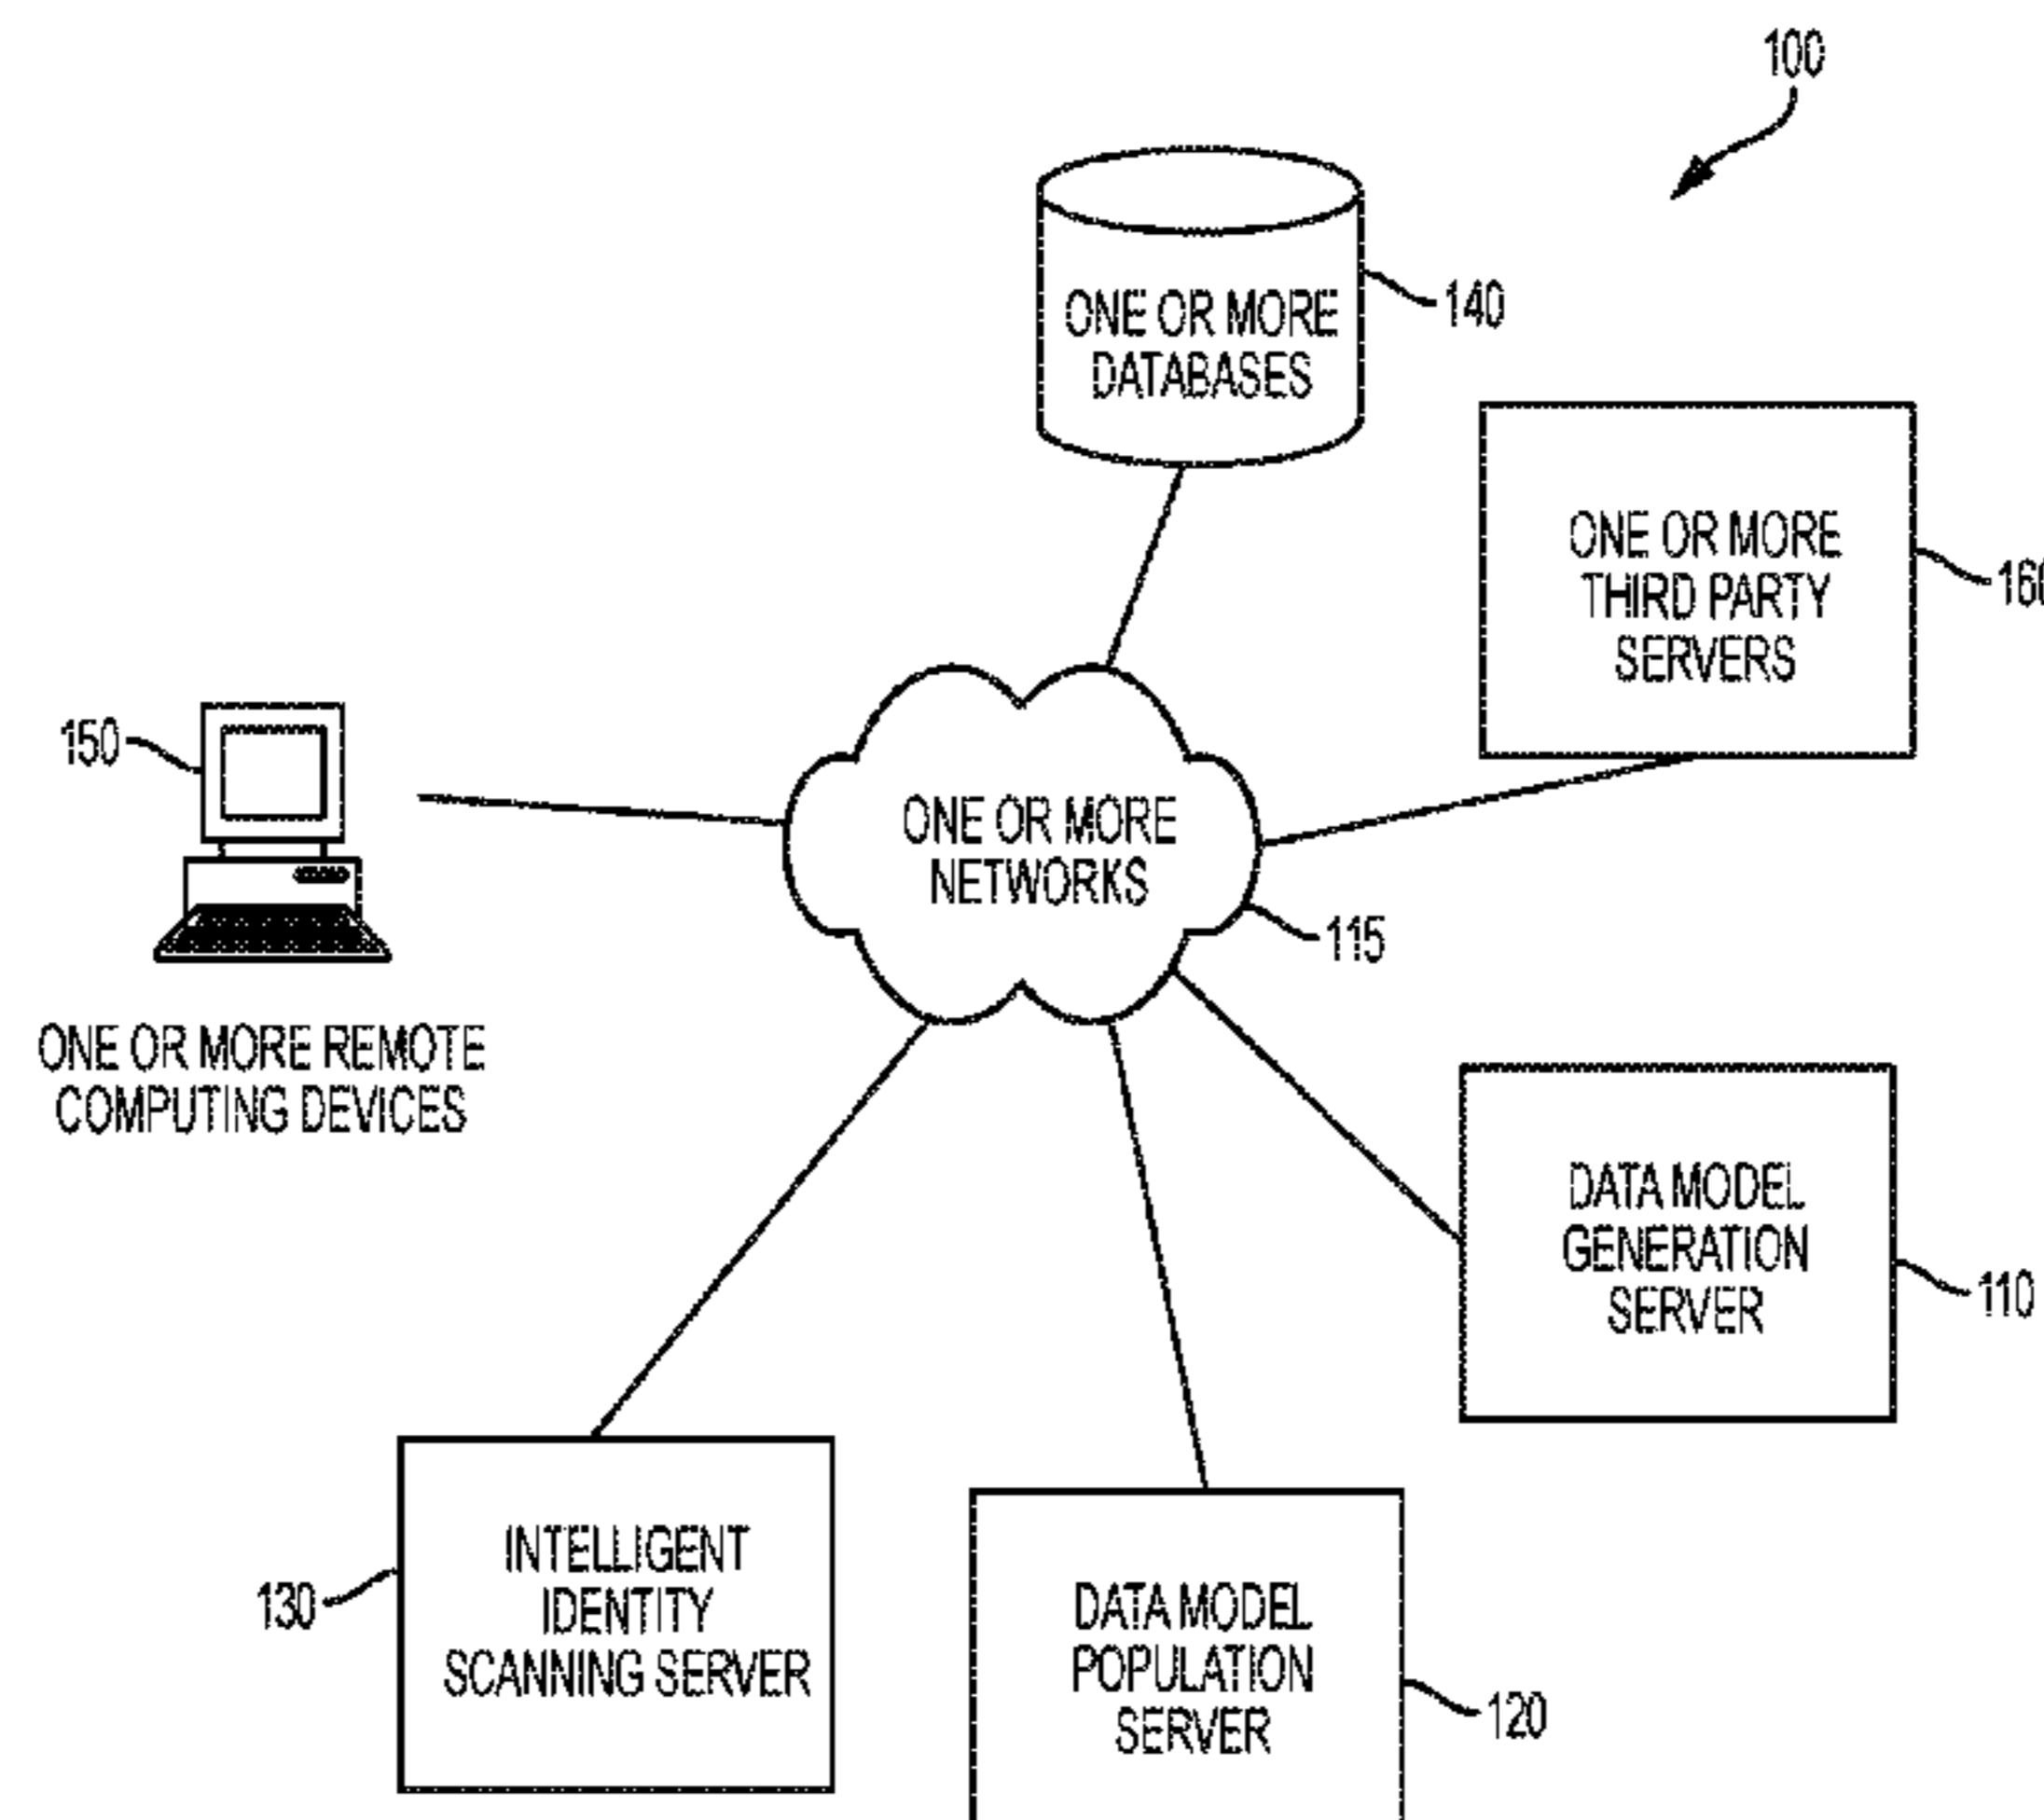 100
ONE OR MORE
DATABASES
140
ONE OR MORE
THIRD PARTY
SERVERS
150
ONE OR MORE
NETWORKS
115
ONE OR MORE REMOTE
COMPUTING DEVICES
DATA MODEL
GENERATION
SERVER
110
INTELLIGENT
IDENTITY
SCANNING SERVER
130
DATA MODEL
POPULATION
SERVER
120